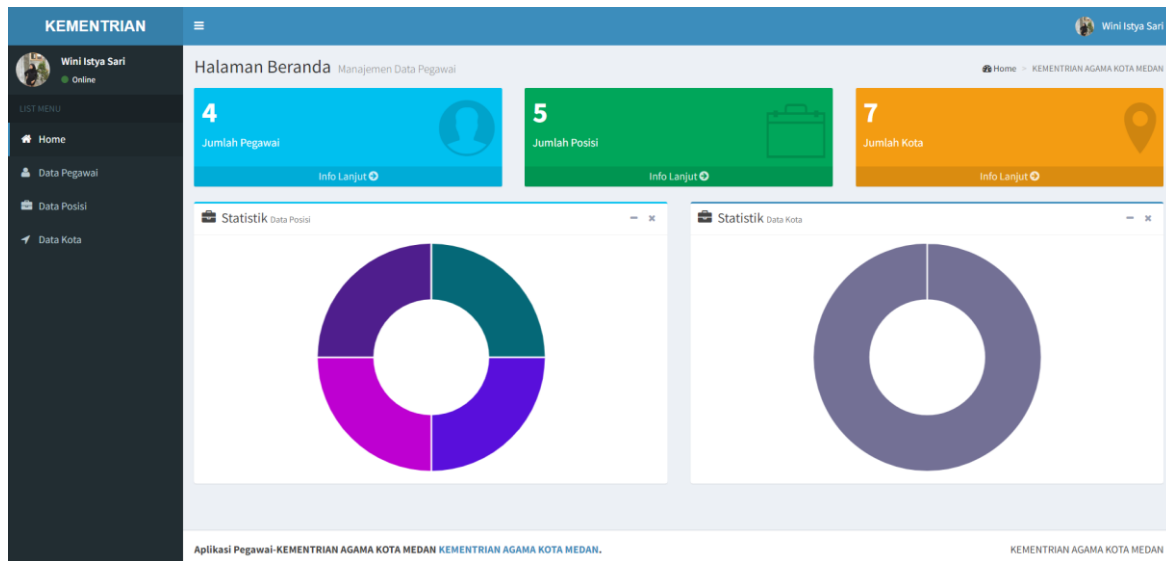 KEMENTRIAN
Wini Istya Sari
Wini Istya Sari
Online
LIST MENU
Home
Data Pegawai
Data Posisi
Data Kota
Halaman Beranda Manajemen Data Pegawai
Home > KEMENTRIAN AGAMA KOTA MEDAN
4
Jumlah Pegawai
Info Lanjut
5
Jumlah Posisi
Info Lanjut
7
Jumlah Kota
Info Lanjut
Statistik Data Posisi
Statistik Data Kota
Aplikasi Pegawai-KEMENTRIAN AGAMA KOTA MEDAN KEMENTRIAN AGAMA KOTA MEDAN.
KEMENTRIAN AGAMA KOTA MEDAN